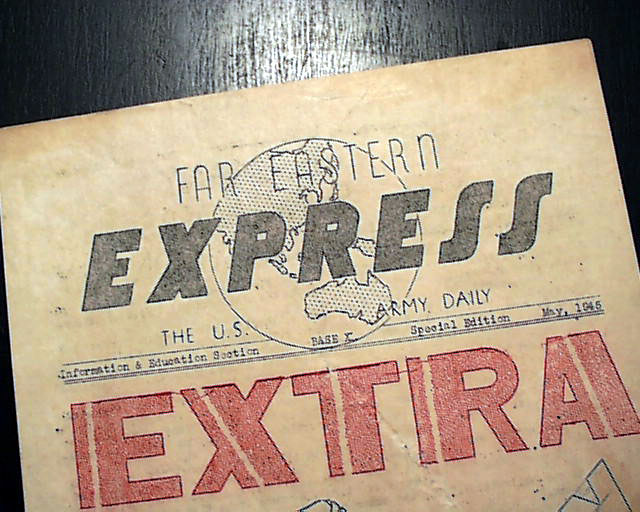 FAR EASTERN
EXPRESS
THE U.S. ARMY DAILY
Information & Education Section BASE X Special Edition May, 1945
EXTRA